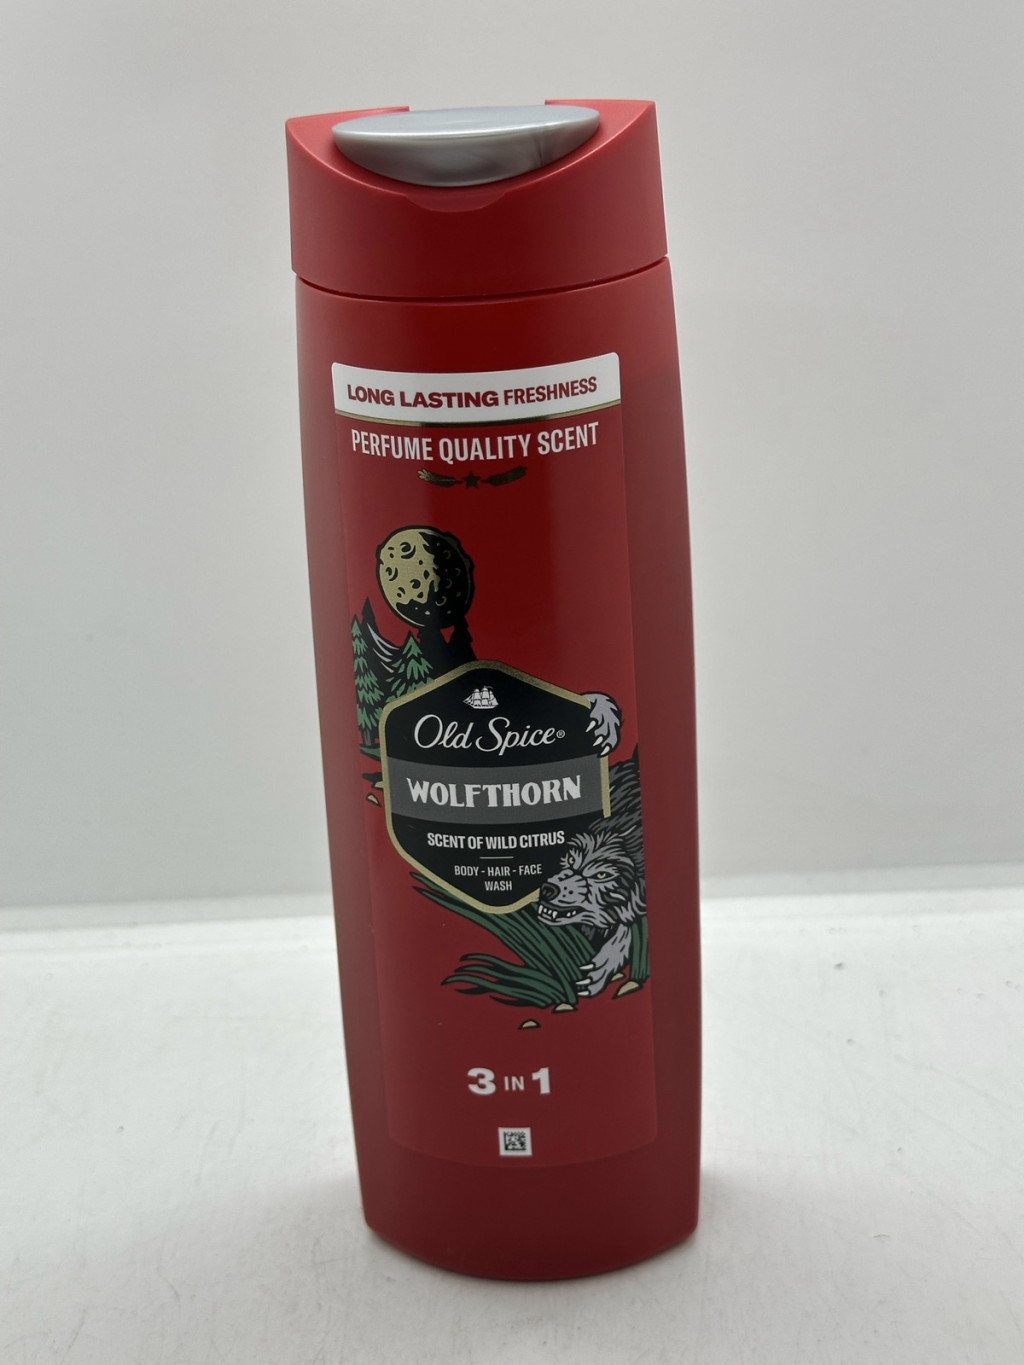 LONG LASTING FRESHNESS
PERFUME QUALITY SCENT
Old Spice®
WOLFTHORN
SCENT OF WILD CITRUS
BODY - HAIR - FACE
WASH
3 IN 1